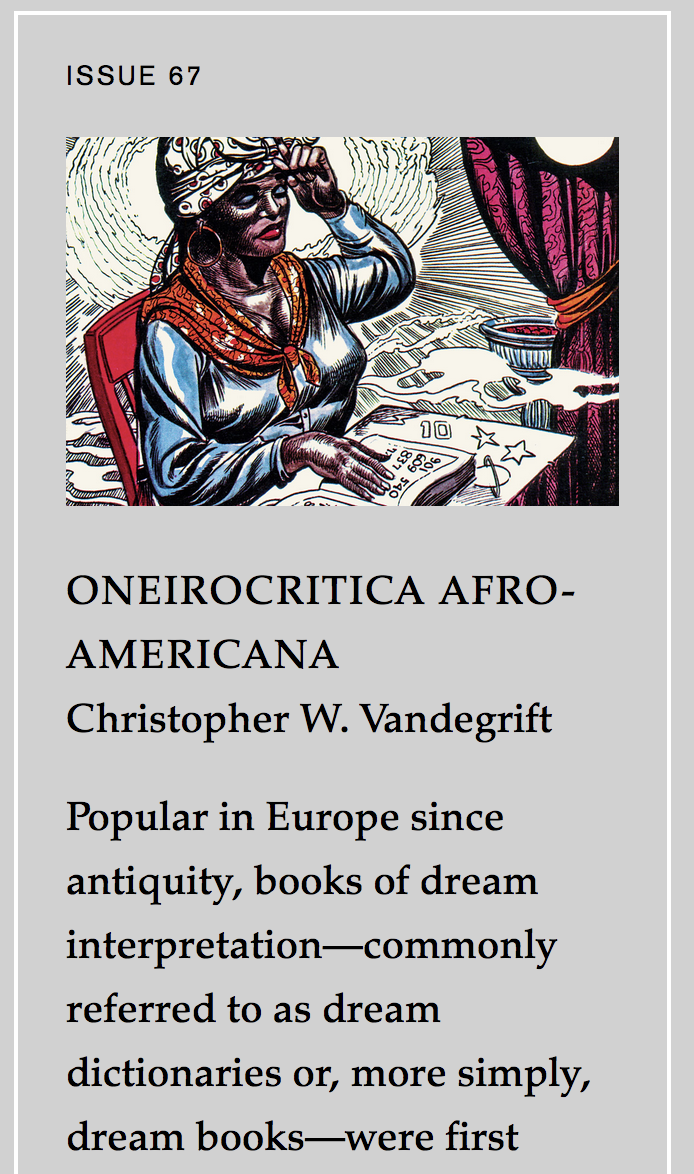 ISSUE 67
10
540
ONEIROCRITICA AFRO-
AMERICANA
Christopher W. Vandegrift
Popular in Europe since
antiquity, books of dream
interpretation—commonly
referred to as dream
dictionaries or, more simply,
dream books—were first